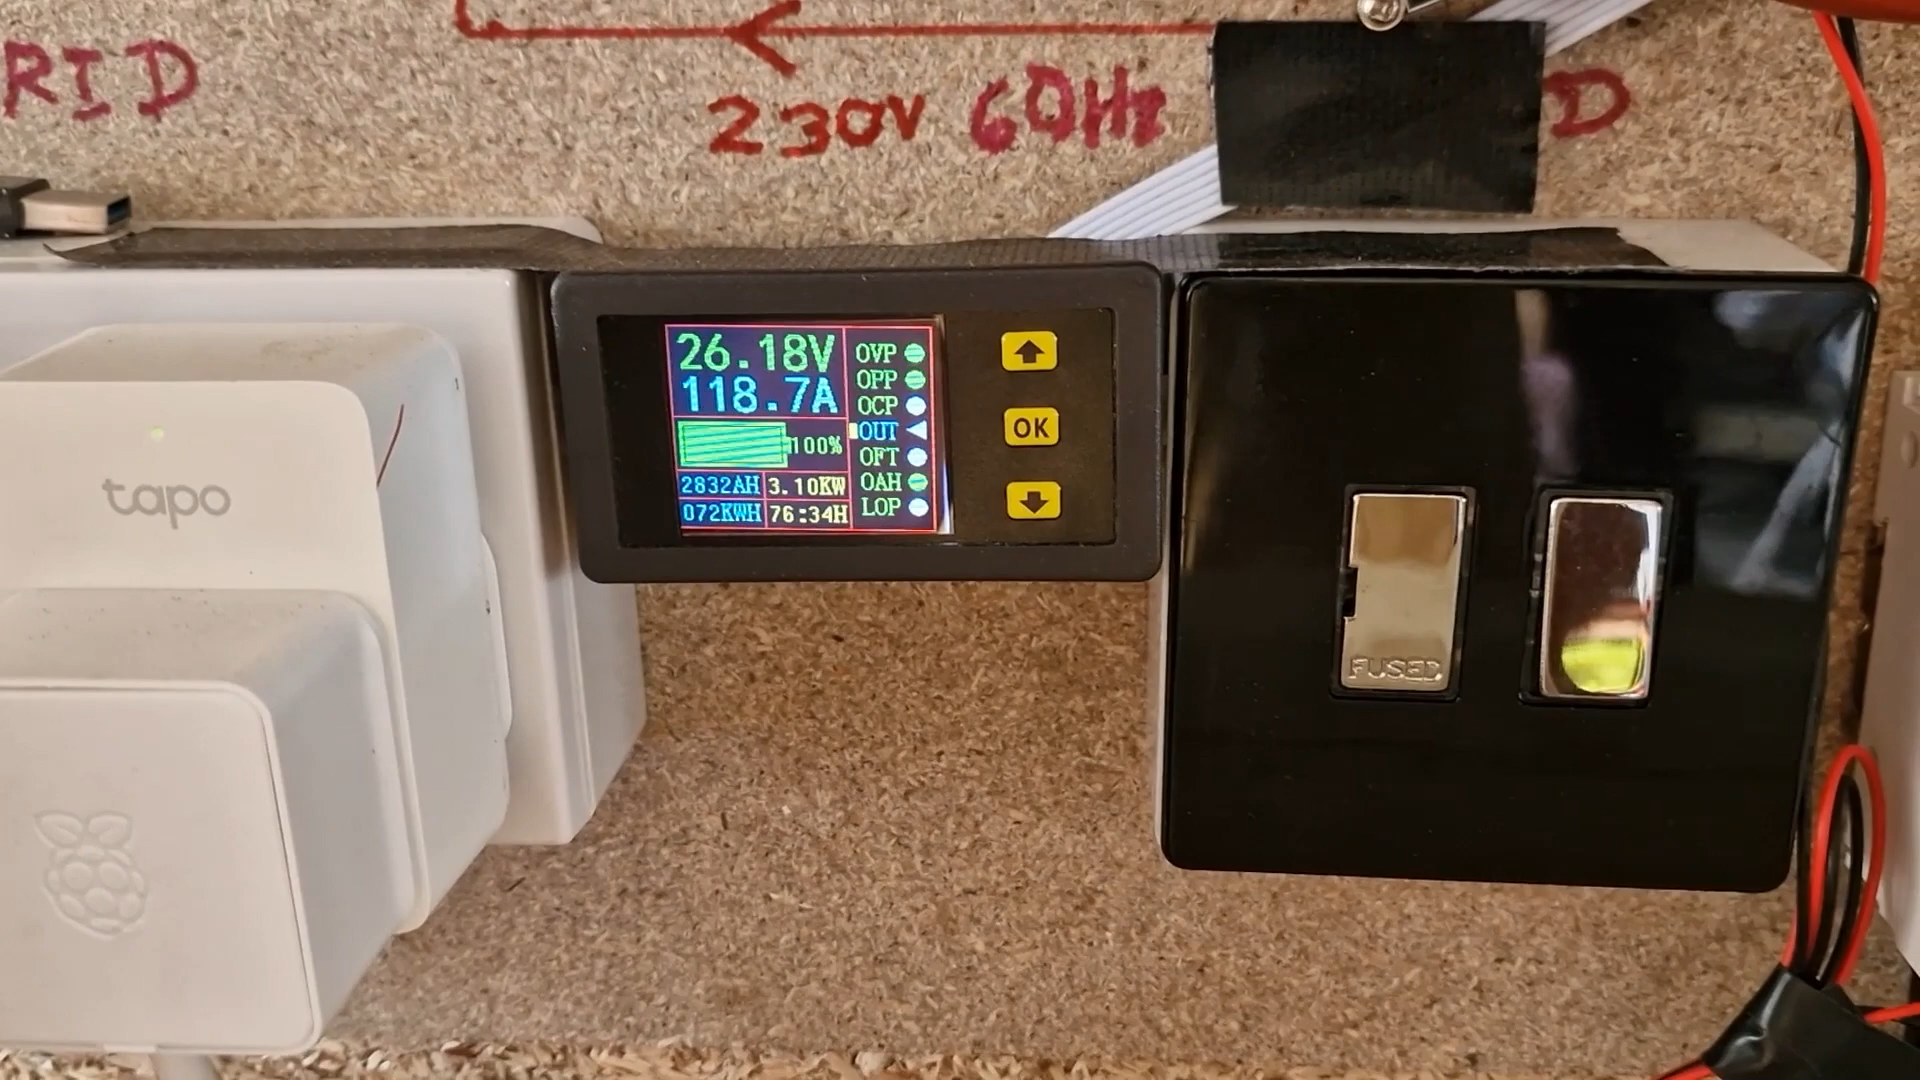 RID
230V 60Hz
D
26.18V
118.7A
100%
2832AH 3.10KW
072KWH 76:34H
OVP
OPP
OCP
OUT
OFT
OAH
LOP
OK
tapo
FUSED